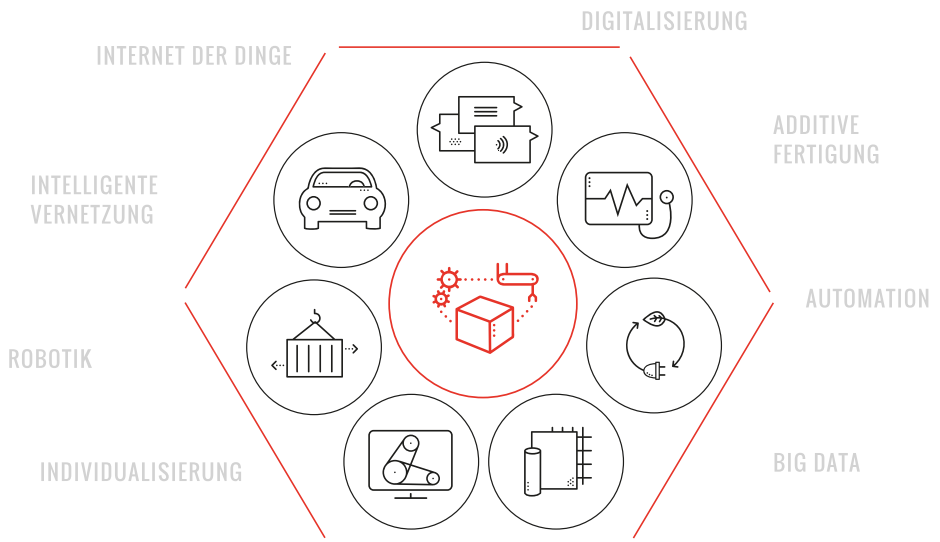 DIGITALISIERUNG
INTERNET DER DINGE
ADDITIVE
FERTIGUNG
INTELLIGENTE
VERNETZUNG
AUTOMATION
ROBOTIK
INDIVIDUALISIERUNG
BIG DATA